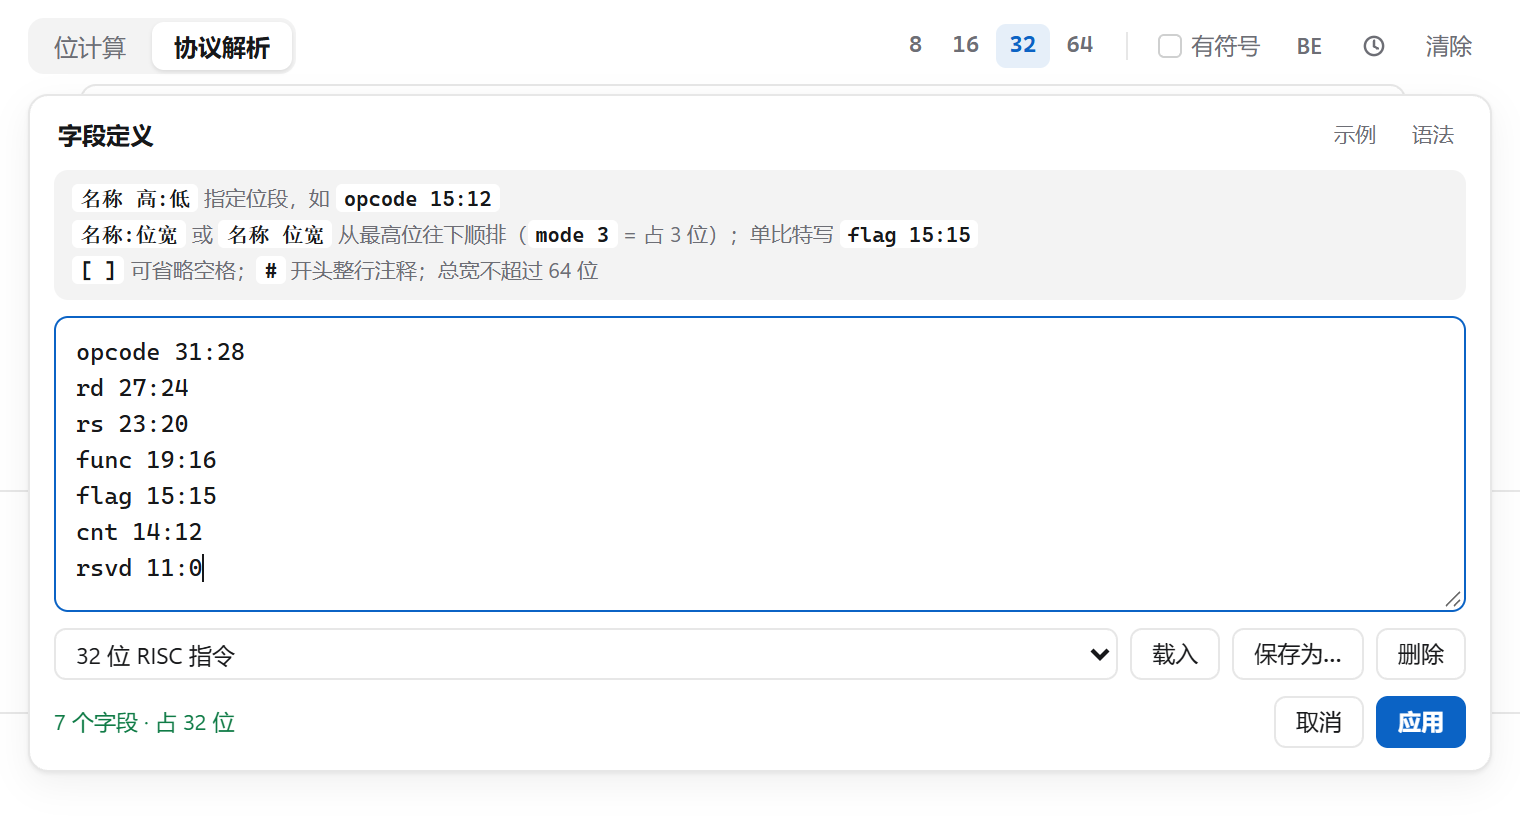 位计算 协议解析 8 16 32 64 有符号 BE 清除
字段定义 示例 语法
名称 高:低 指定位段，如 opcode 15:12
名称:位宽 或 名称 位宽 从最高位往下顺排（mode 3 = 占 3 位）；单比特写 flag 15:15
[ ] 可省略空格；# 开头整行注释；总宽不超过 64 位
opcode 31:28
rd 27:24
rs 23:20
func 19:16
flag 15:15
cnt 14:12
rsvd 11:0
32 位 RISC 指令 载入 保存为... 删除
7 个字段 · 占 32 位 取消 应用